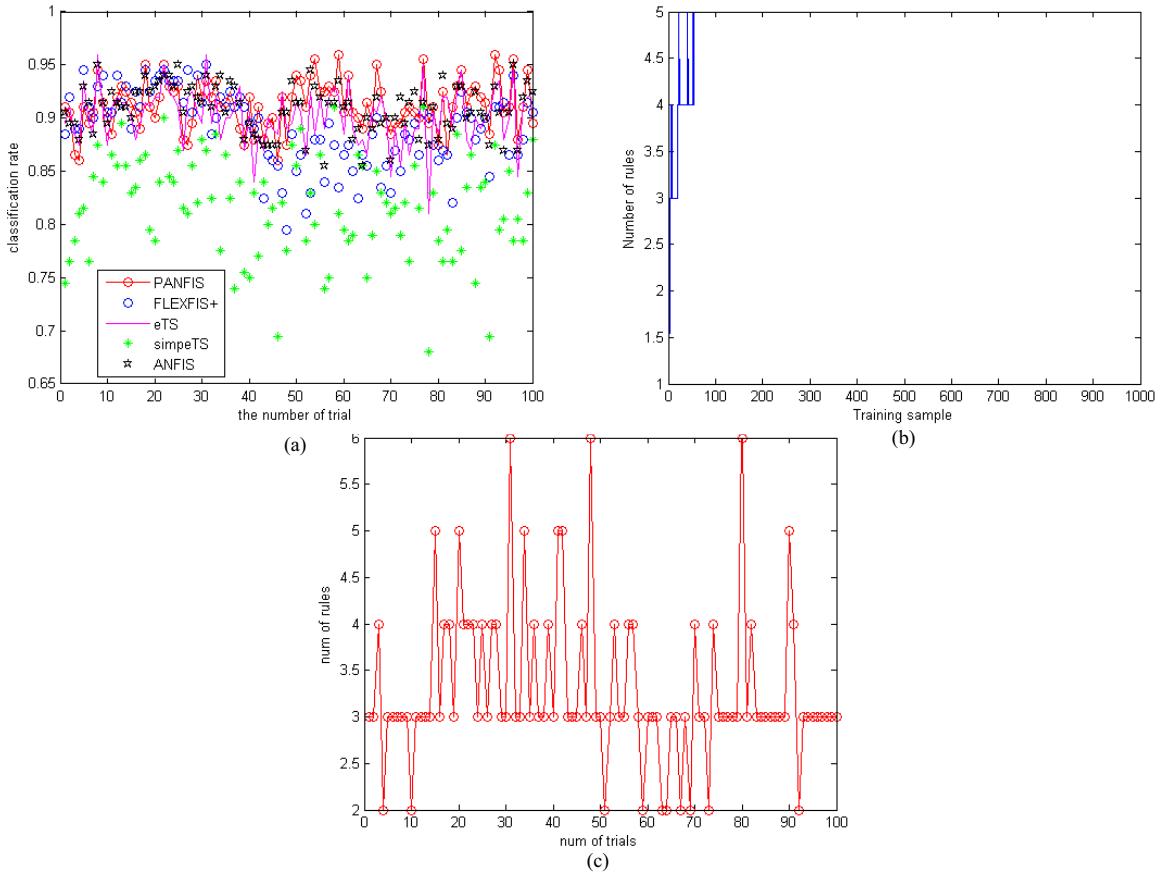 1
0.95
0.9
0.85
0.8
0.75
0.7
0.65
classification rate
PANFIS
FLEXFIS+
eTS
simpeTS
ANFIS
0 10 20 30 40 50 60 70 80 90 100
the number of trial
(a)
5
4.5
4
3.5
3
2.5
2
1.5
1
Number of rules
0 100 200 300 400 500 600 700 800 900 1000
Training sample
(b)
6
5.5
5
4.5
4
3.5
3
2.5
2
num of rules
0 10 20 30 40 50 60 70 80 90 100
num of trials
(c)